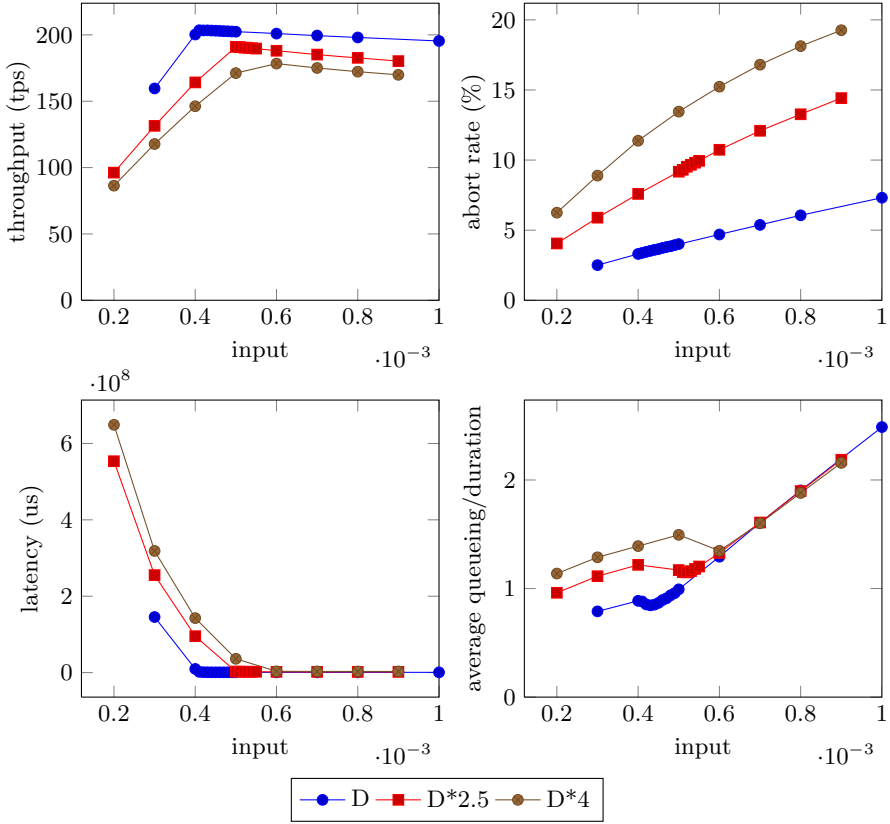 200
150
100
50
0
throughput (tps)
0.2 0.4 0.6 0.8 1
input
·10⁻³
20
15
10
5
0
abort rate (%)
0.2 0.4 0.6 0.8 1
input
·10⁻³
·10⁸
6
4
2
0
latency (us)
0.2 0.4 0.6 0.8 1
input
·10⁻³
2
1
0
average queueing/duration
0.2 0.4 0.6 0.8 1
input
·10⁻³
D D*2.5 D*4